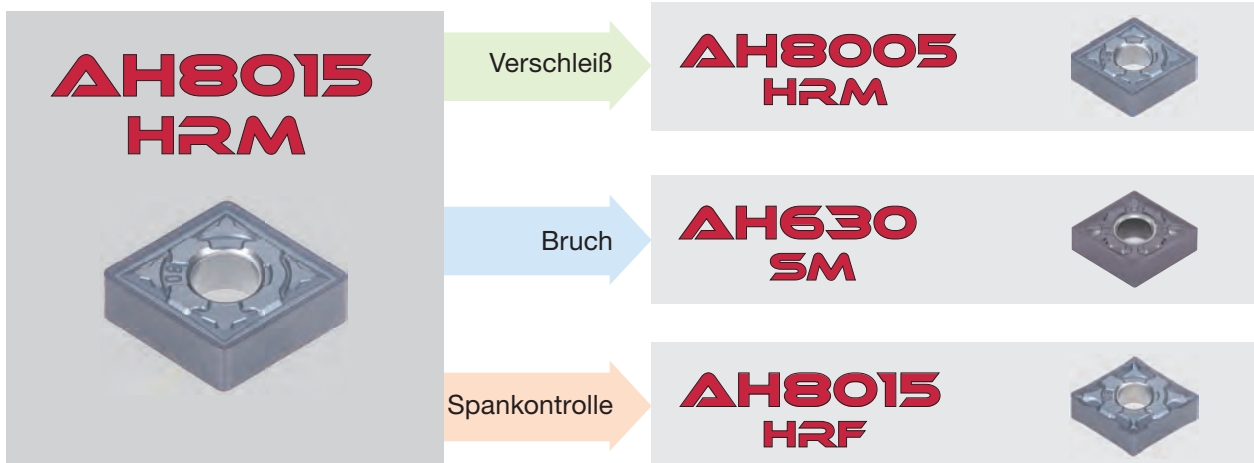 AH8015
HRM
Verschleiß
AH8005
HRM
Bruch
AH630
SM
Spankontrolle
AH8015
HRF